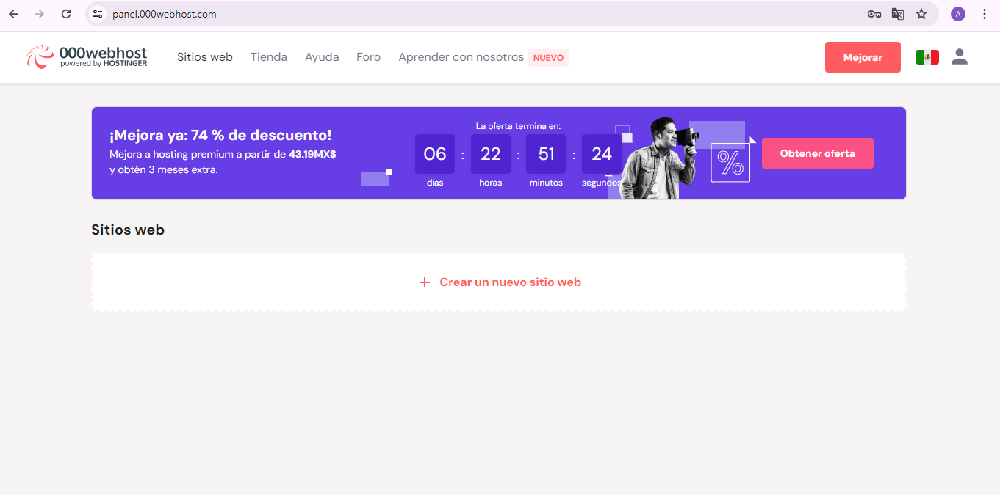 panel.000webhost.com
A
000webhost
powered by HOSTINGER
Sitios web
Tienda
Ayuda
Foro
Aprender con nosotros NUEVO
Mejorar
¡Mejora ya: 74 % de descuento!
Mejora a hosting premium a partir de 43.19MX$
y obtén 3 meses extra.
La oferta termina en:
06 : 22 : 51 : 24
días horas minutos segundos
%
Obtener oferta
Sitios web
+ Crear un nuevo sitio web